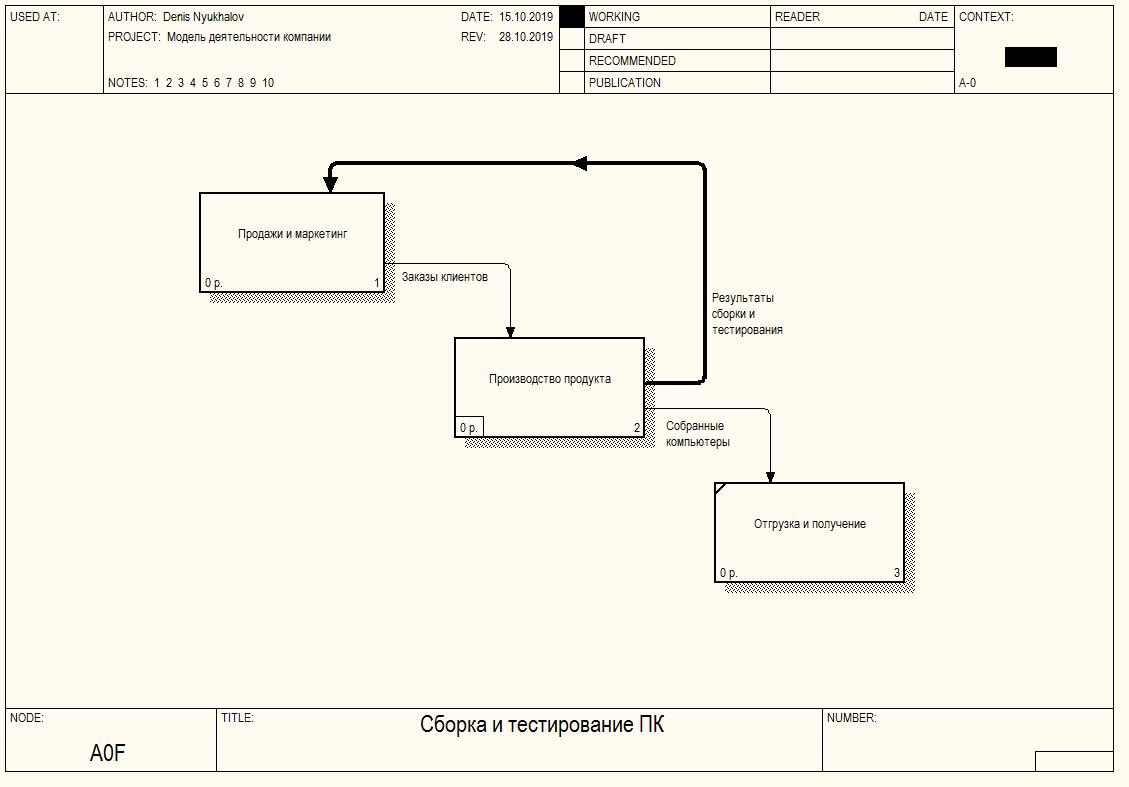 USED AT:
AUTHOR: Denis Nyukhalov
DATE: 15.10.2019
WORKING
READER
DATE
CONTEXT:
PROJECT: Модель деятельности компании
REV: 28.10.2019
DRAFT
RECOMMENDED
NOTES: 1 2 3 4 5 6 7 8 9 10
PUBLICATION
A-0
Продажи и маркетинг
0 р.
1
Заказы клиентов
Результаты
сборки и
тестирования
Производство продукта
0 р.
2
Собранные
компьютеры
Отгрузка и получение
0 р.
3
NODE:
A0F
TITLE:
Сборка и тестирование ПК
NUMBER: